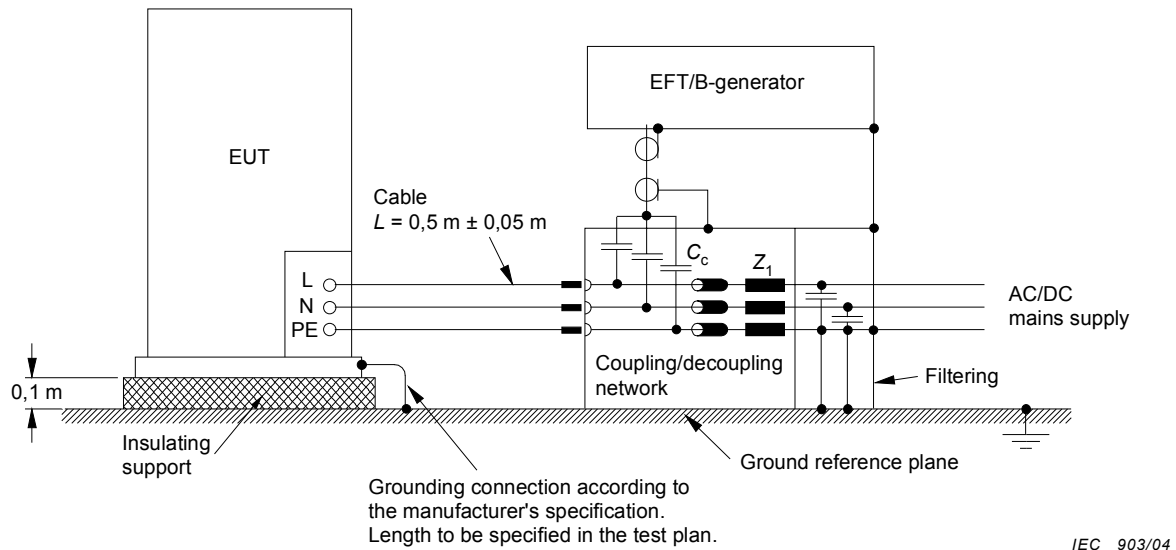 EFT/B-generator
EUT
Cable
L = 0,5 m ± 0,05 m
Cc
Z1
L
N
PE
AC/DC
mains supply
Coupling/decoupling
network
Filtering
0,1 m
Insulating
support
Ground reference plane
Grounding connection according to
the manufacturer's specification.
Length to be specified in the test plan.
IEC 903/04